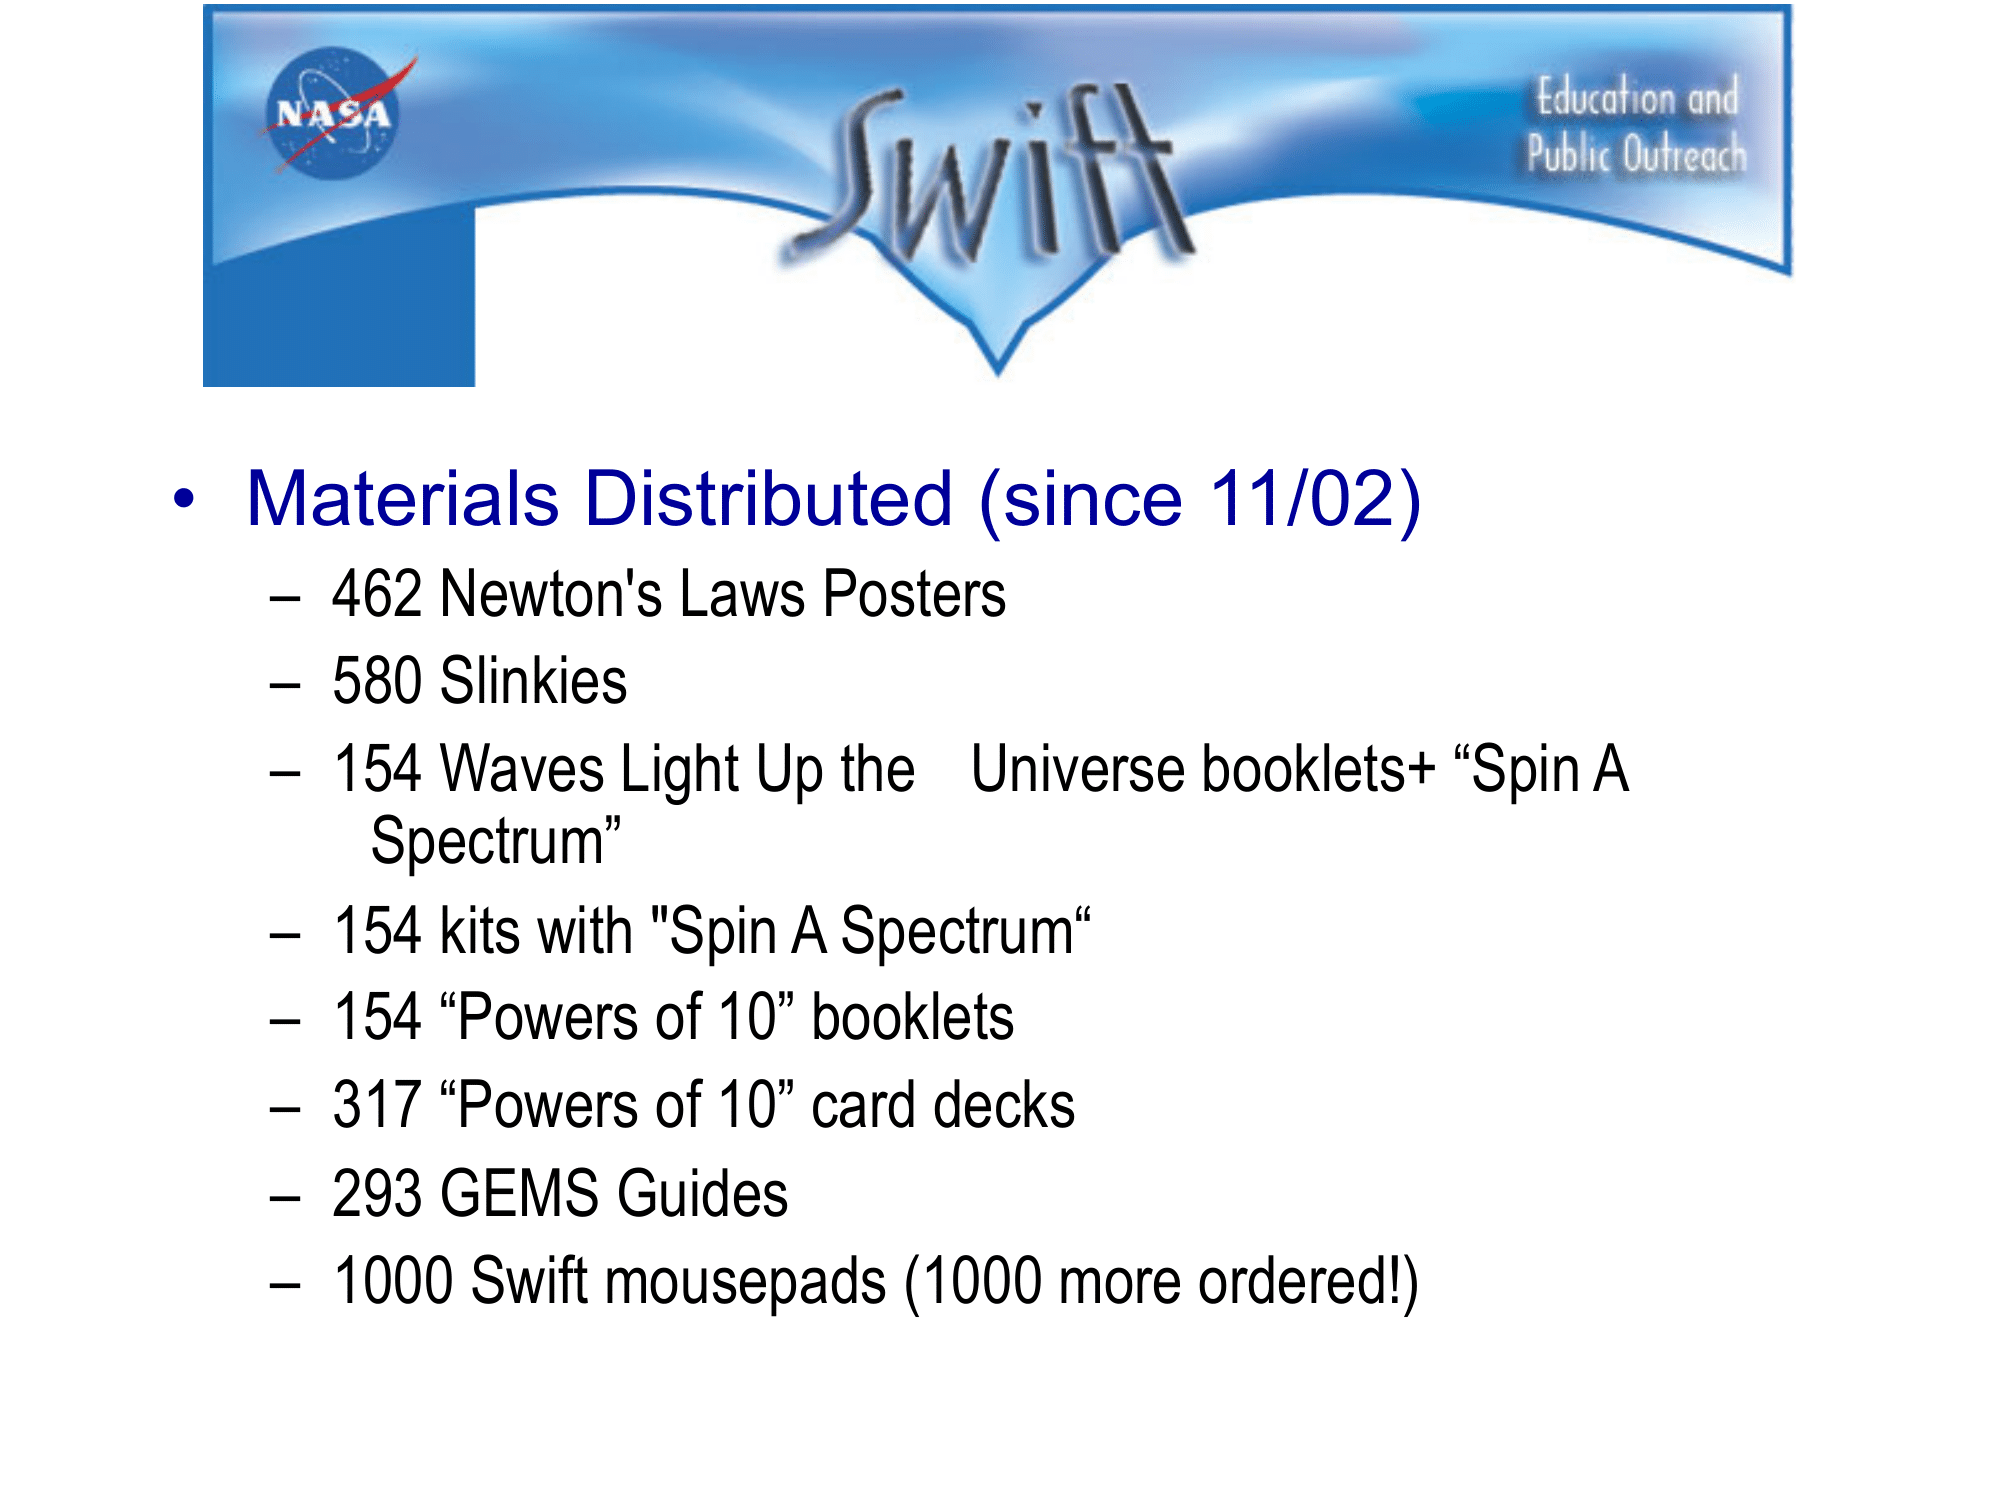 NASA
Swift
Education and
Public Outreach
• Materials Distributed (since 11/02)
– 462 Newton's Laws Posters
– 580 Slinkies
– 154 Waves Light Up the Universe booklets+ “Spin A
Spectrum”
– 154 kits with "Spin A Spectrum“
– 154 “Powers of 10” booklets
– 317 “Powers of 10” card decks
– 293 GEMS Guides
– 1000 Swift mousepads (1000 more ordered!)